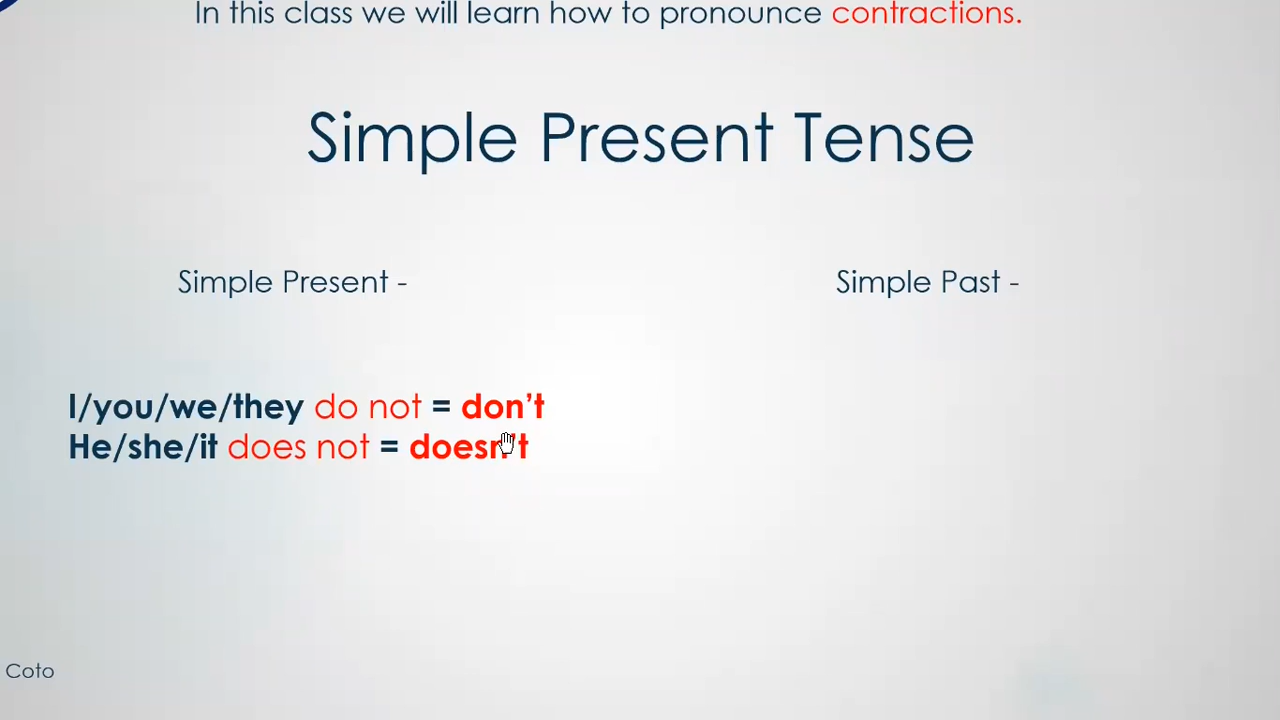 In this class we will learn how to pronounce contractions.
Simple Present Tense
Simple Present -
Simple Past -
I/you/we/they do not = don’t
He/she/it does not = doesn’t
Coto